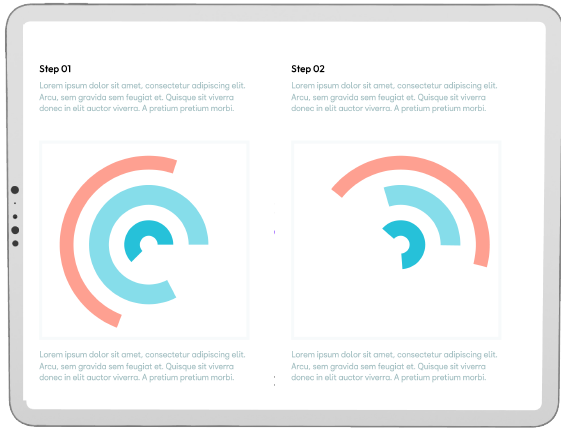 Step 01
Lorem ipsum dolor sit amet, consectetur adipiscing elit.
Arcu, sem gravida sem feugiat et. Quisque sit viverra
donec in elit auctor viverra. A pretium pretium morbi.
Step 02
Lorem ipsum dolor sit amet, consectetur adipiscing elit.
Arcu, sem gravida sem feugiat et. Quisque sit viverra
donec in elit auctor viverra. A pretium pretium morbi.
Lorem ipsum dolor sit amet, consectetur adipiscing elit.
Arcu, sem gravida sem feugiat et. Quisque sit viverra
donec in elit auctor viverra. A pretium pretium morbi.
Lorem ipsum dolor sit amet, consectetur adipiscing elit.
Arcu, sem gravida sem feugiat et. Quisque sit viverra
donec in elit auctor viverra. A pretium pretium morbi.